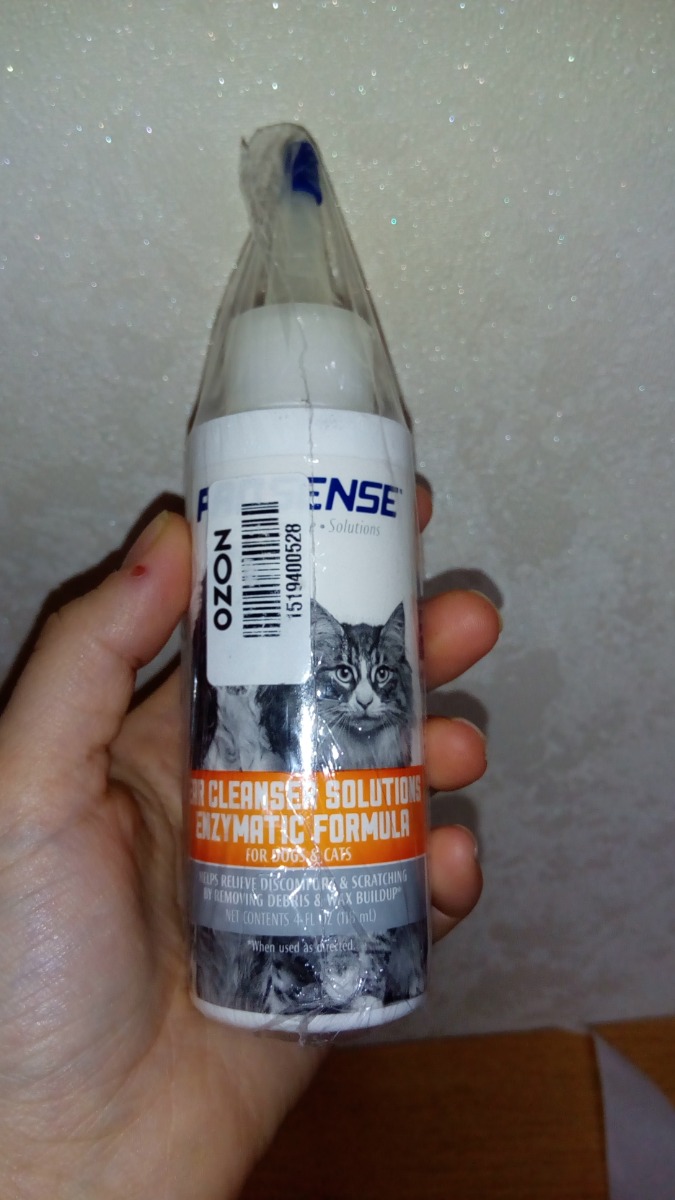 ENSE
• Solutions
OZON
1519400528
CLEANSER SOLUTIONS
ENZYMATIC FORMULA
FOR DOGS & CATS
HELPS RELIEVE DISCOMFORT & SCRATCHING
BY REMOVING DEBRIS & WAX BUILDUP*
NET CONTENTS 4 FL OZ (118 mL)
*When used as directed.